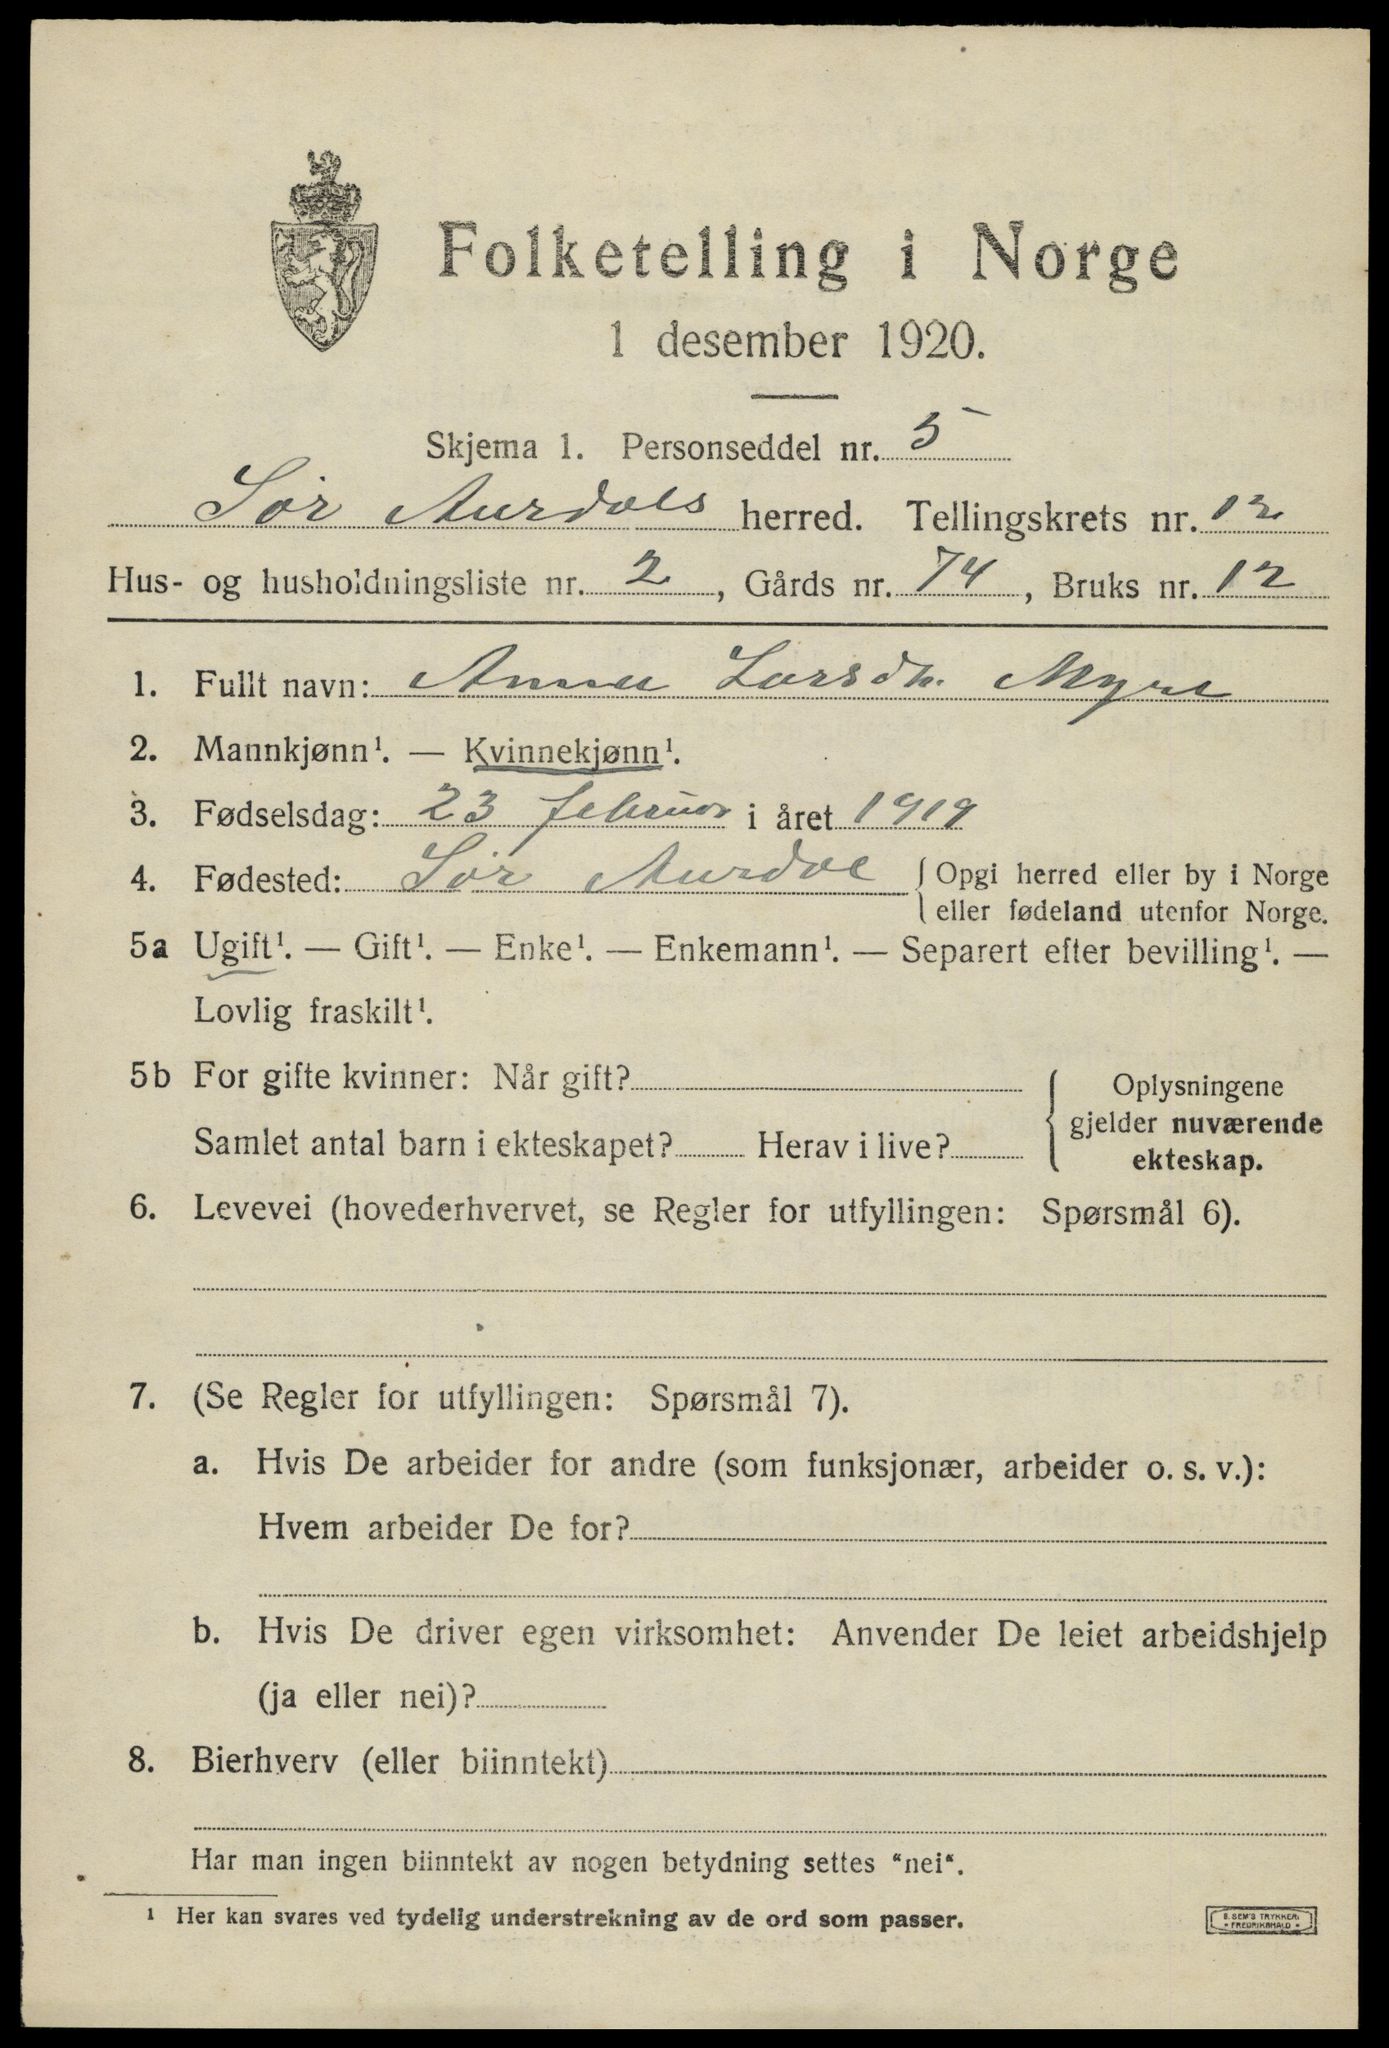 Folketelling i Norge
1 desember 1920.
Skjema 1. Personseddel nr. 5
Sør Aurdals herred. Tellingskrets nr. 12
Hus- og husholdningsliste nr. 2, Gårds nr. 74, Bruks nr. 12
1. Fullt navn: Anna Larsdtr. Myre
2. Mannkjønn¹. — Kvinnekjønn¹.
3. Fødselsdag: 23 februar i året 1919
4. Fødested: Sør Aurdal { Opgi herred eller by i Norge
eller fødeland utenfor Norge.
5a Ugift¹. — Gift¹. — Enke¹. — Enkemann¹. — Separert efter bevilling¹. —
Lovlig fraskilt¹.
5b For gifte kvinner: Når gift?
Samlet antal barn i ekteskapet? Herav i live?
Oplysningene
gjelder nuværende
ekteskap.
6. Levevei (hovederhvervet, se Regler for utfyllingen: Spørsmål 6).
7. (Se Regler for utfyllingen: Spørsmål 7).
a. Hvis De arbeider for andre (som funksjonær, arbeider o. s. v.):
Hvem arbeider De for?
b. Hvis De driver egen virksomhet: Anvender De leiet arbeidshjelp
(ja eller nei)?
8. Bierhverv (eller biinntekt)
Har man ingen biinntekt av nogen betydning settes "nei".
¹ Her kan svares ved tydelig understrekning av de ord som passer.
E. SEM'S TRYKKERI
• FREDRIKSHALD •